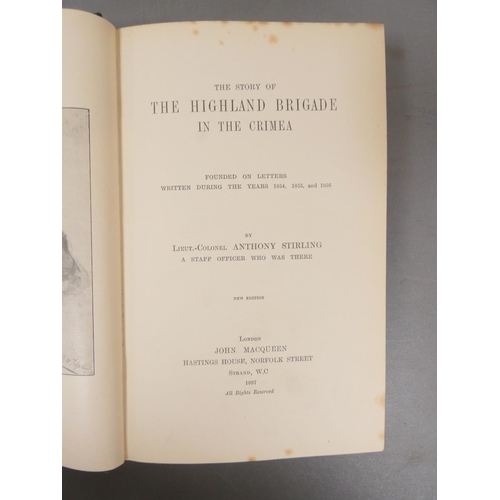 THE STORY OF
THE HIGHLAND BRIGADE
IN THE CRIMEA
FOUNDED ON LETTERS
WRITTEN DURING THE YEARS 1854, 1855, and 1856
BY
LIEUT.-COLONEL ANTHONY STIRLING
A STAFF OFFICER WHO WAS THERE
NEW EDITION
LONDON
JOHN MACQUEEN
HASTINGS HOUSE, NORFOLK STREET
STRAND, W.C
1897
All Rights Reserved